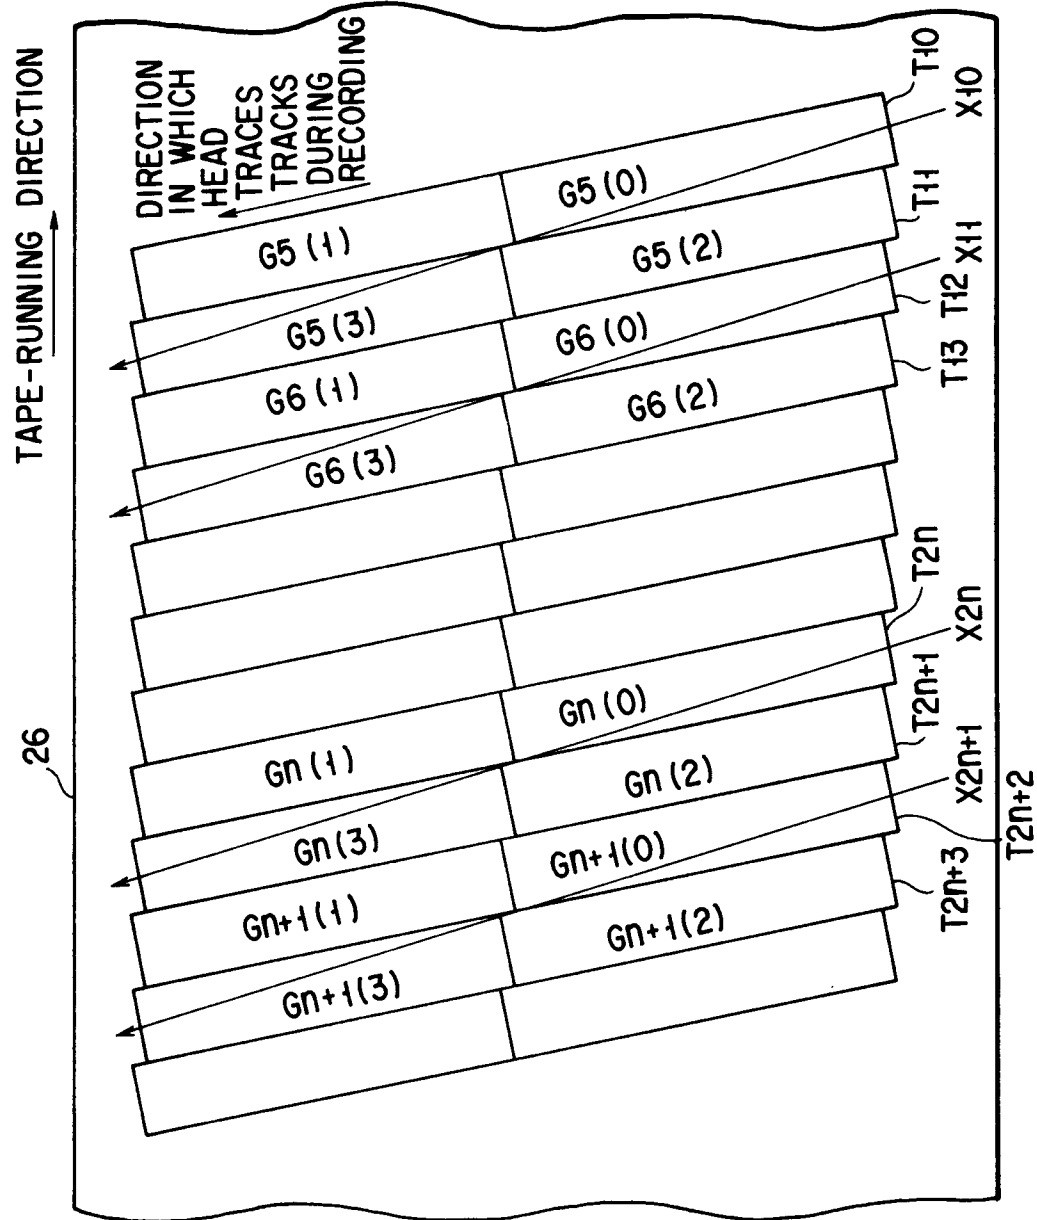 TAPE-RUNNING DIRECTION
DIRECTION
IN WHICH
HEAD
TRACES
TRACKS
DURING
RECORDING
T10
X10
G5(0)
G5(1)
T11
G5(2)
X11
G5(3)
T12
G6(0)
T13
G6(1)
G6(2)
G6(3)
T2n
X2n
Gn(0)
T2n+1
26
Gn(1)
Gn(2)
X2n+1
Gn(3)
T2n+2
Gn+1(0)
T2n+3
Gn+1(1)
Gn+1(2)
Gn+1(3)